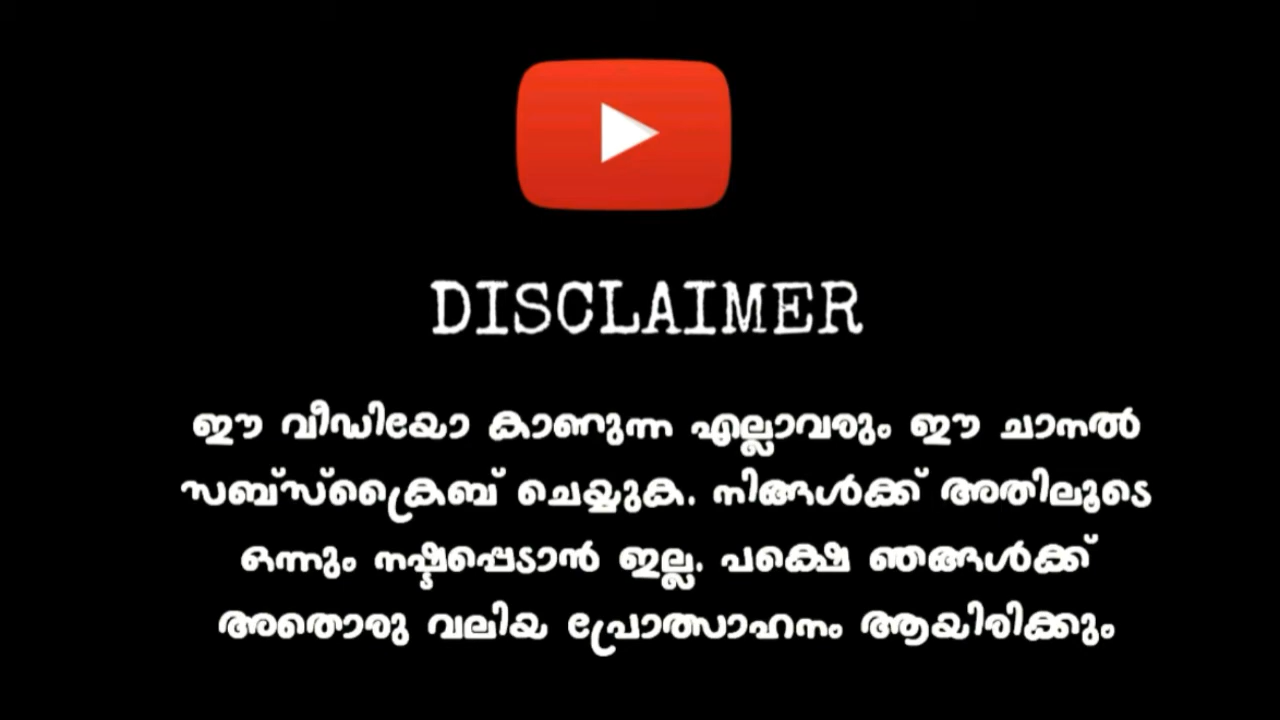 DISCLAIMER
ഈ വീഡിയോ കാണുന്ന എല്ലാവരും ഈ ചാനൽ
സബ്സ്ക്രൈബ് ചെയ്യുക. നിങ്ങൾക്ക് അതിലൂടെ
ഒന്നും നഷ്ടപ്പെടാൻ ഇല്ല. പക്ഷെ ഞങ്ങൾക്ക്
അതൊരു വലിയ പ്രോത്സാഹനം ആയിരിക്കും